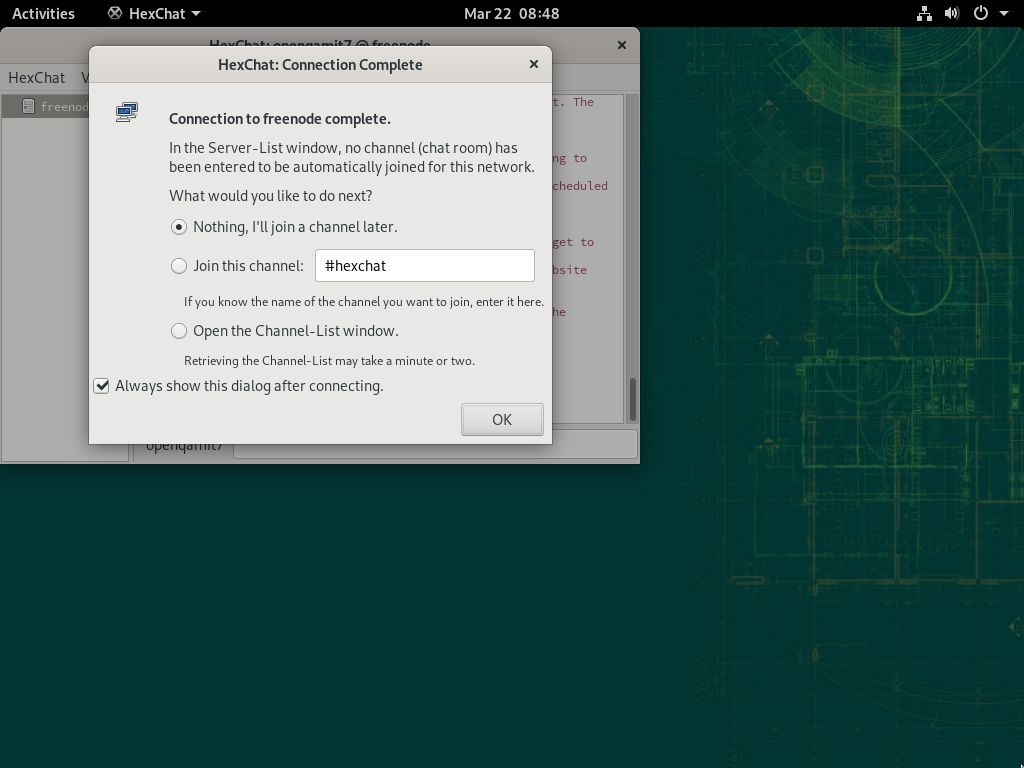 Activities
HexChat
Mar 22 08:48
HexChat: openqamit7 @ freenode
HexChat: Connection Complete
HexChat
freenod
t. The
Connection to freenode complete.
In the Server-List window, no channel (chat room) has
been entered to be automatically joined for this network.
ng to
cheduled
What would you like to do next?
Nothing, I'll join a channel later.
get to
Join this channel:
#hexchat
bsite
If you know the name of the channel you want to join, enter it here.
he
Open the Channel-List window.
Retrieving the Channel-List may take a minute or two.
Always show this dialog after connecting.
OK
openqamit7